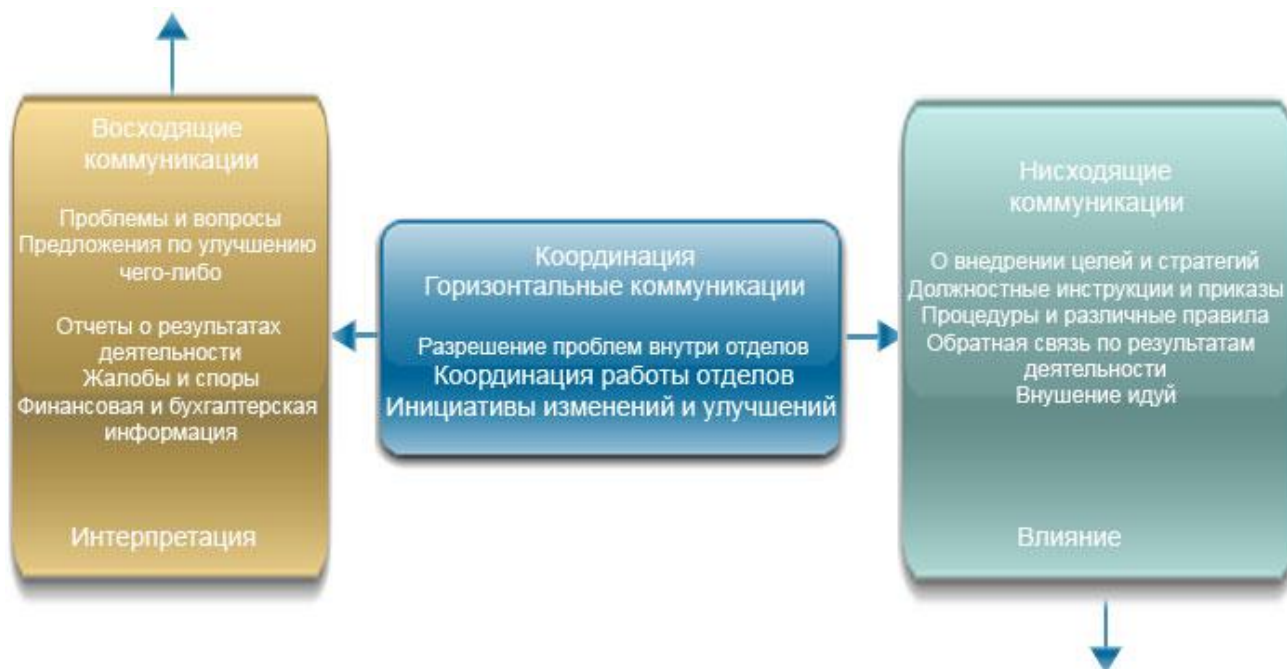 Восходящие
коммуникации
Проблемы и вопросы
Предложения по улучшению
чего-либо
Отчеты о результатах
деятельности
Жалобы и споры
Финансовая и бухгалтерская
информация
Интерпретация
Координация
Горизонтальные коммуникации
Разрешение проблем внутри отделов
Координация работы отделов
Инициативы изменений и улучшений
Нисходящие
коммуникации
О внедрении целей и стратегий
Должностные инструкции и приказы
Процедуры и различные правила
Обратная связь по результатам
деятельности
Внушение идуй
Влияние